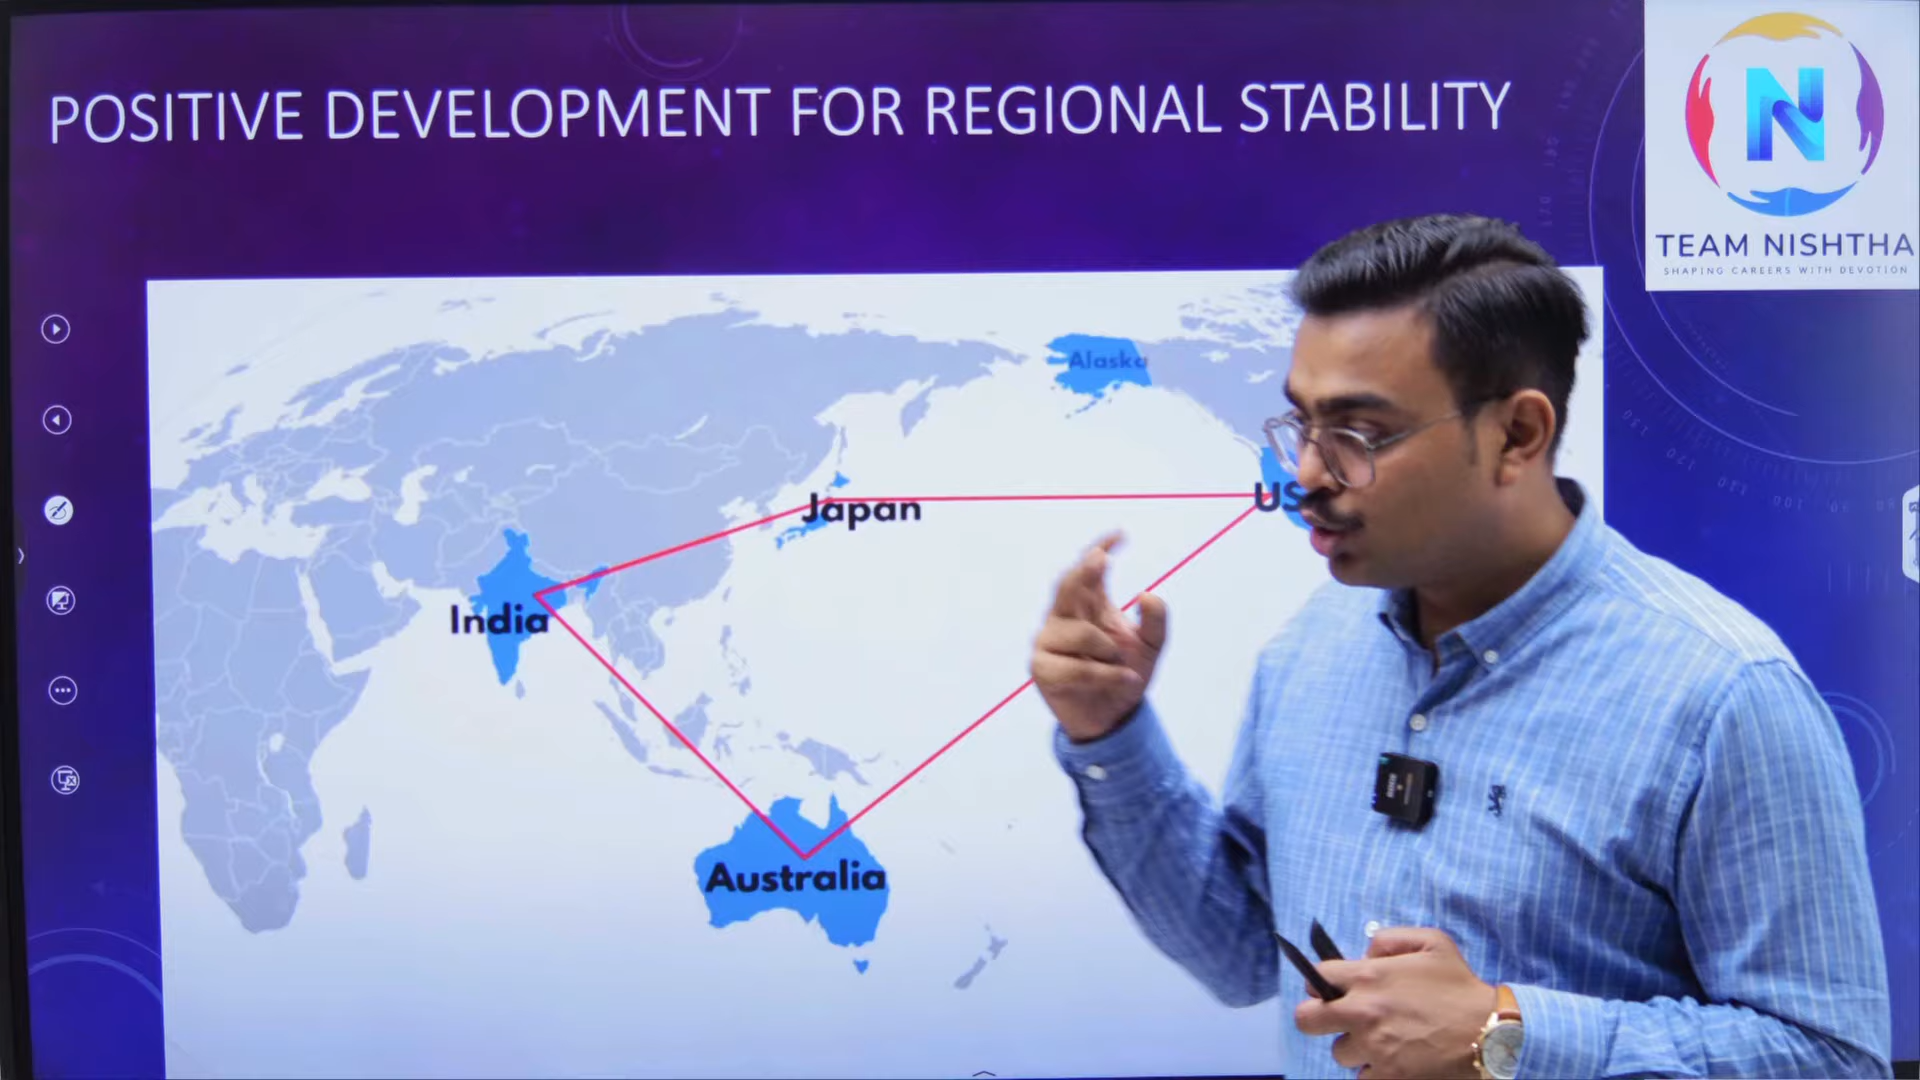 POSITIVE DEVELOPMENT FOR REGIONAL STABILITY
TEAM NISHTHA
SHAPING CAREERS WITH DEVOTION
Alaska
Japan
US
India
Australia